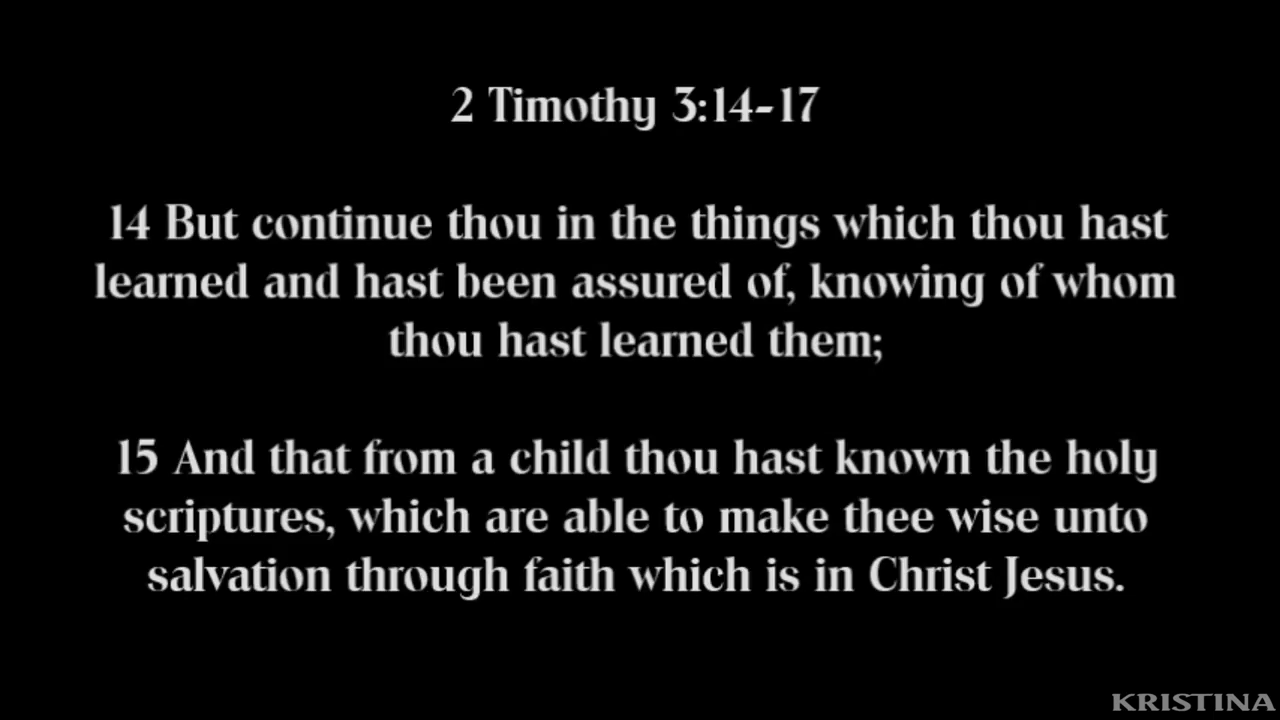 2 Timothy 3:14-17
14 But continue thou in the things which thou hast
learned and hast been assured of, knowing of whom
thou hast learned them;
15 And that from a child thou hast known the holy
scriptures, which are able to make thee wise unto
salvation through faith which is in Christ Jesus.
KRISTINA